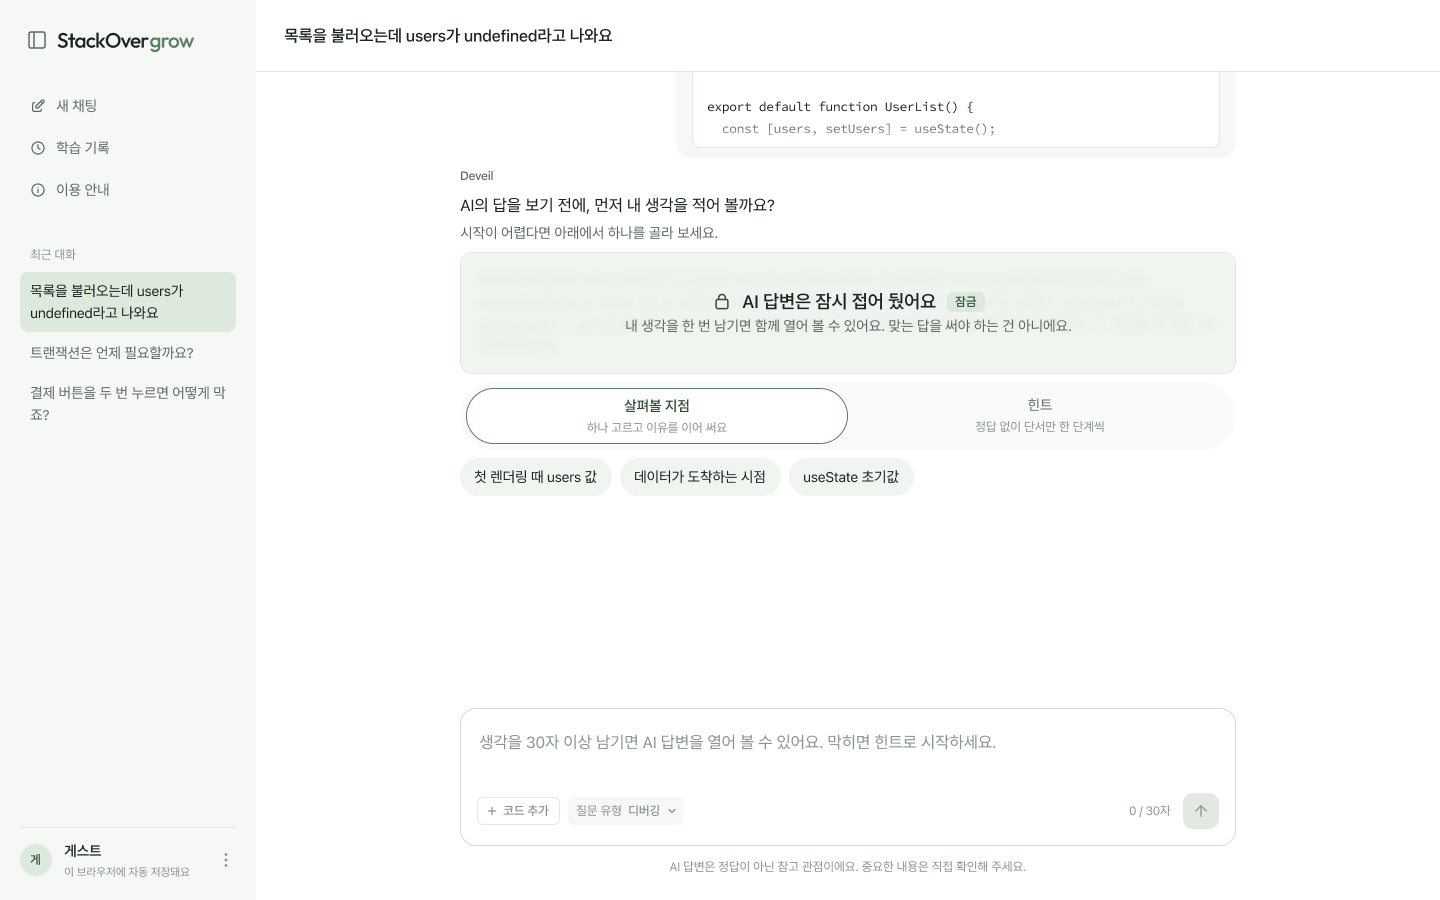 StackOvergrow
새 채팅
학습 기록
이용 안내
최근 대화
목록을 불러오는데 users가
undefined라고 나와요
트랜잭션은 언제 필요할까요?
결제 버튼을 두 번 누르면 어떻게 막
죠?
게
게스트
이 브라우저에 자동 저장돼요
목록을 불러오는데 users가 undefined라고 나와요
export default function UserList() {
  const [users, setUsers] = useState();
Deveil
AI의 답을 보기 전에, 먼저 내 생각을 적어 볼까요?
시작이 어렵다면 아래에서 하나를 골라 보세요.
AI 답변은 잠시 접어 뒀어요 잠금
내 생각을 한 번 남기면 함께 열어 볼 수 있어요. 맞는 답을 써야 하는 건 아니에요.
살펴볼 지점
하나 고르고 이유를 이어 써요
힌트
정답 없이 단서만 한 단계씩
첫 렌더링 때 users 값
데이터가 도착하는 시점
useState 초기값
생각을 30자 이상 남기면 AI 답변을 열어 볼 수 있어요. 막히면 힌트로 시작하세요.
코드 추가
질문 유형 디버깅
0 / 30자
AI 답변은 정답이 아닌 참고 관점이에요. 중요한 내용은 직접 확인해 주세요.